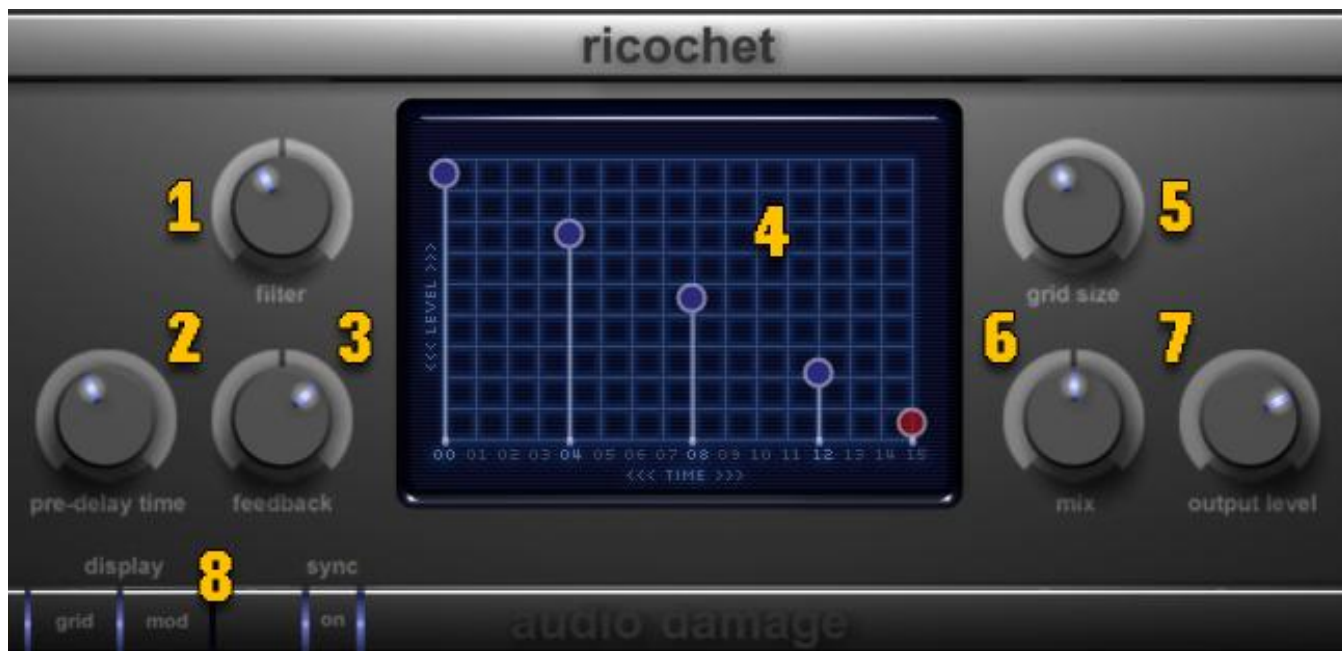 ricochet
1
filter
2
3
pre-delay time
feedback
<<< LEVEL >>>
4
00 01 02 03 04 05 06 07 08 09 10 11 12 13 14 15
<<< TIME >>>
5
grid size
6
7
mix
output level
display
8
sync
grid
mod
on
audio damage